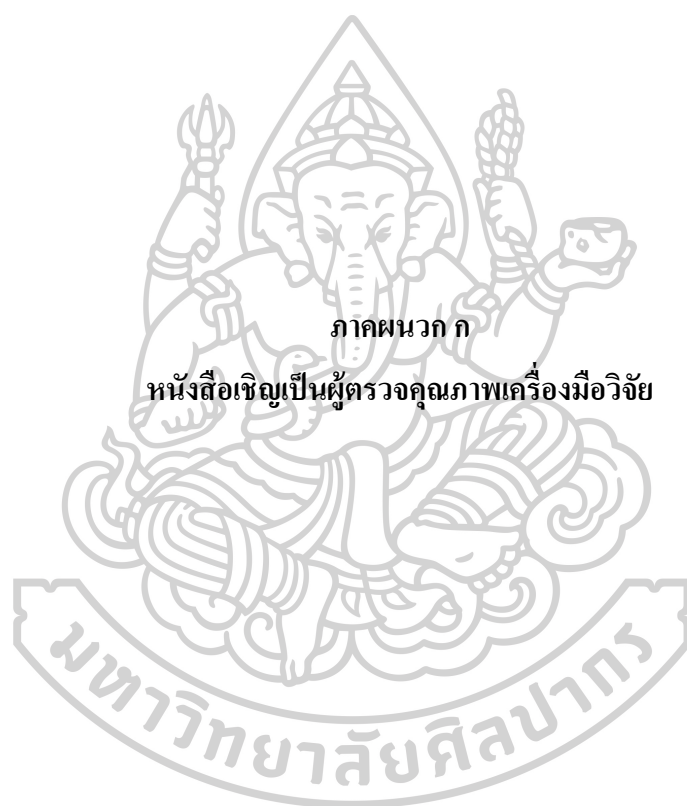 ภาคผนวก ก
หนังสือเชิญเป็นผู้ตรวจคุณภาพเครื่องมือวิจัย
มหาวิทยาลัยศิลปากร